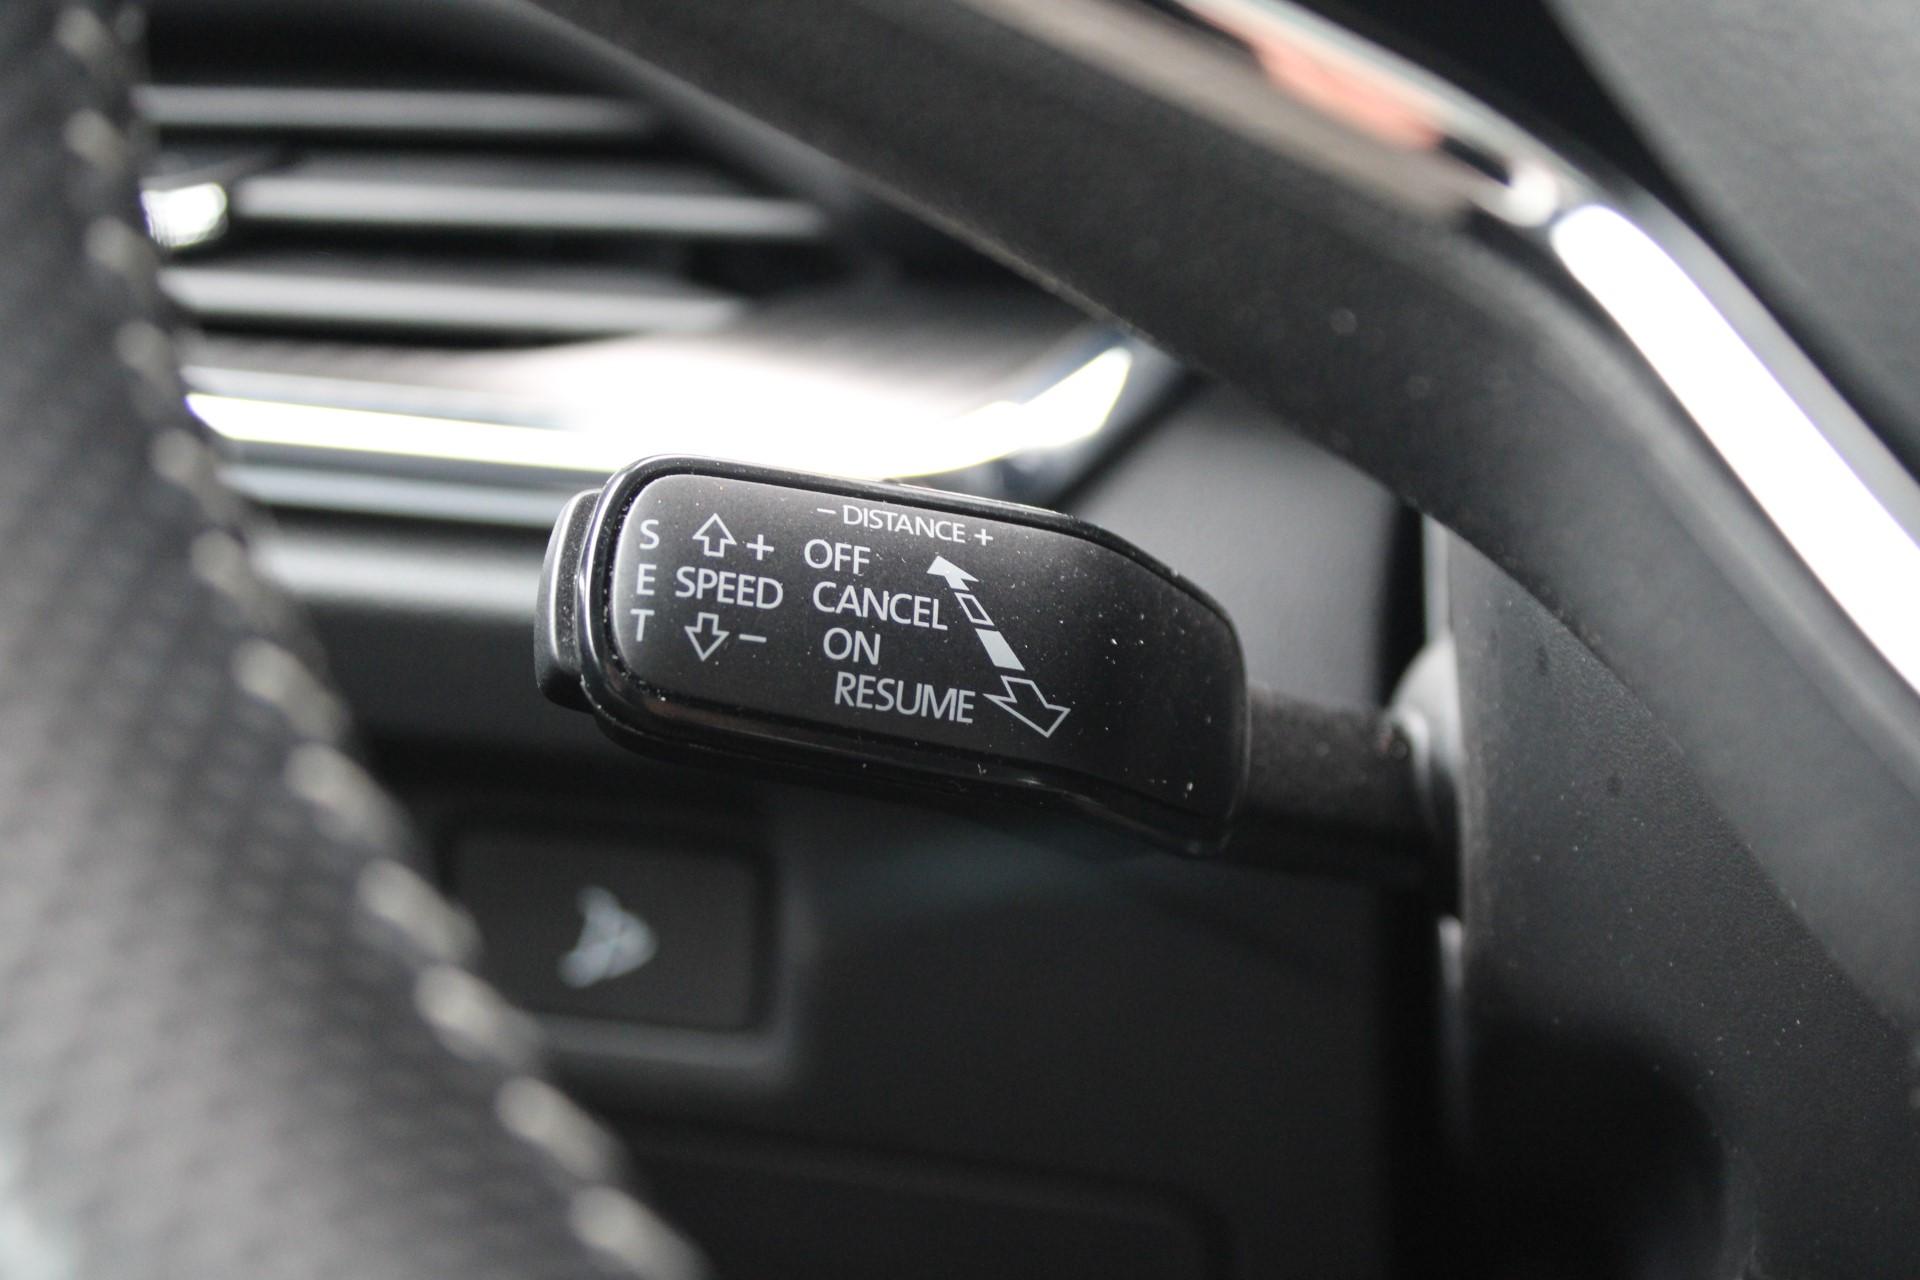 – DISTANCE +
S
E
T
+
SPEED
–
OFF
CANCEL
ON
RESUME